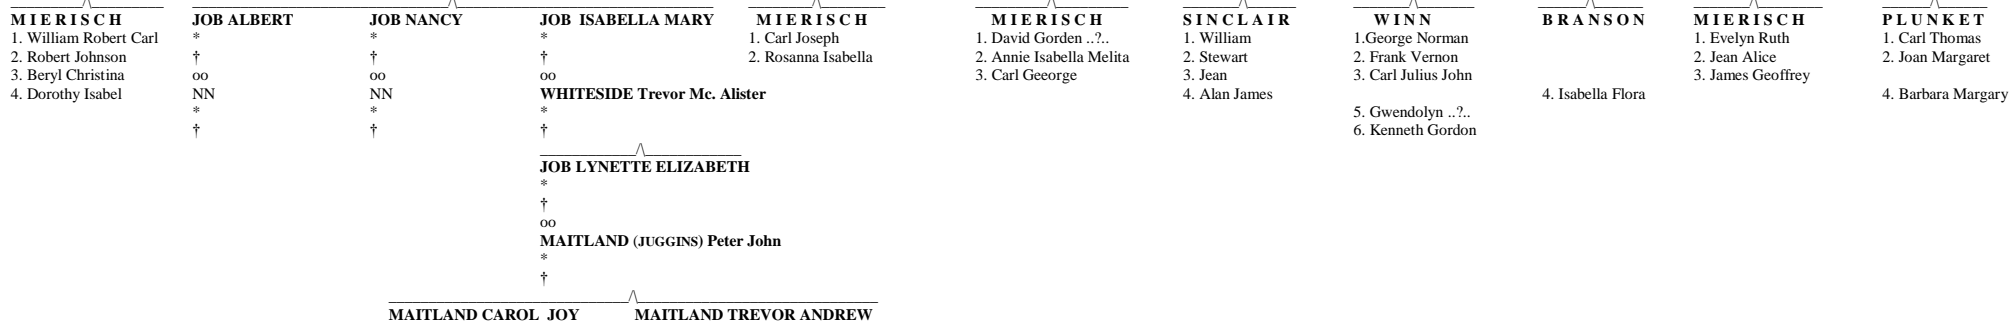 M I E R I S C H
1. William Robert Carl
2. Robert Johnson
3. Beryl Christina
4. Dorothy Isabel
JOB ALBERT
*
†
oo
NN
*
†
JOB NANCY
*
†
oo
NN
*
†
JOB ISABELLA MARY
*
†
oo
WHITESIDE Trevor Mc. Alister
*
†
JOB LYNETTE ELIZABETH
*
†
oo
MAITLAND (JUGGINS) Peter John
*
†
MAITLAND CAROL JOY
MAITLAND TREVOR ANDREW
M I E R I S C H
1. Carl Joseph
2. Rosanna Isabella
M I E R I S C H
1. David Gorden ..?..
2. Annie Isabella Melita
3. Carl Geeorge
S I N C L A I R
1. William
2. Stewart
3. Jean
4. Alan James
W I N N
1.George Norman
2. Frank Vernon
3. Carl Julius John
5. Gwendolyn ..?..
6. Kenneth Gordon
B R A N S O N
4. Isabella Flora
M I E R I S C H
1. Evelyn Ruth
2. Jean Alice
3. James Geoffrey
P L U N K E T
1. Carl Thomas
2. Joan Margaret
4. Barbara Margary